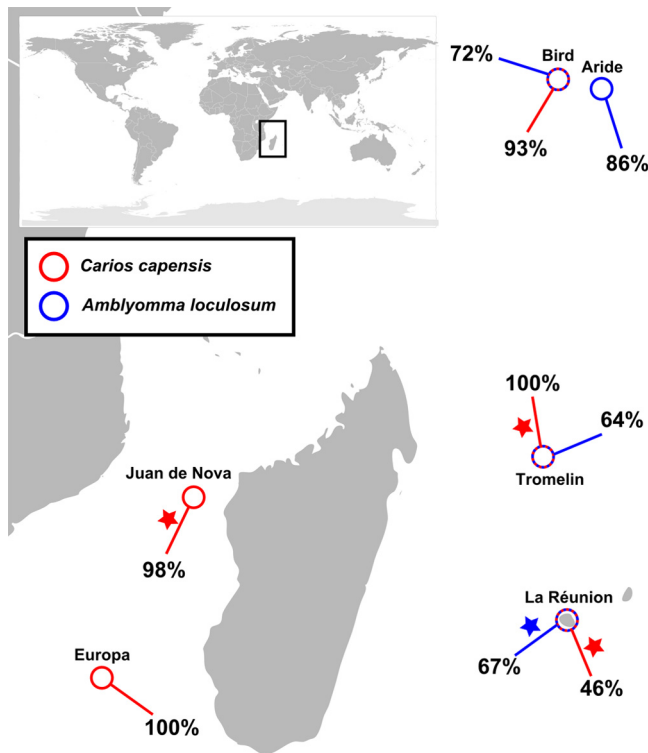 72%
Bird
Aride
93%
86%
Carios capensis
Amblyomma loculosum
100%
64%
Tromelin
Juan de Nova
98%
La Réunion
67%
46%
Europa
100%